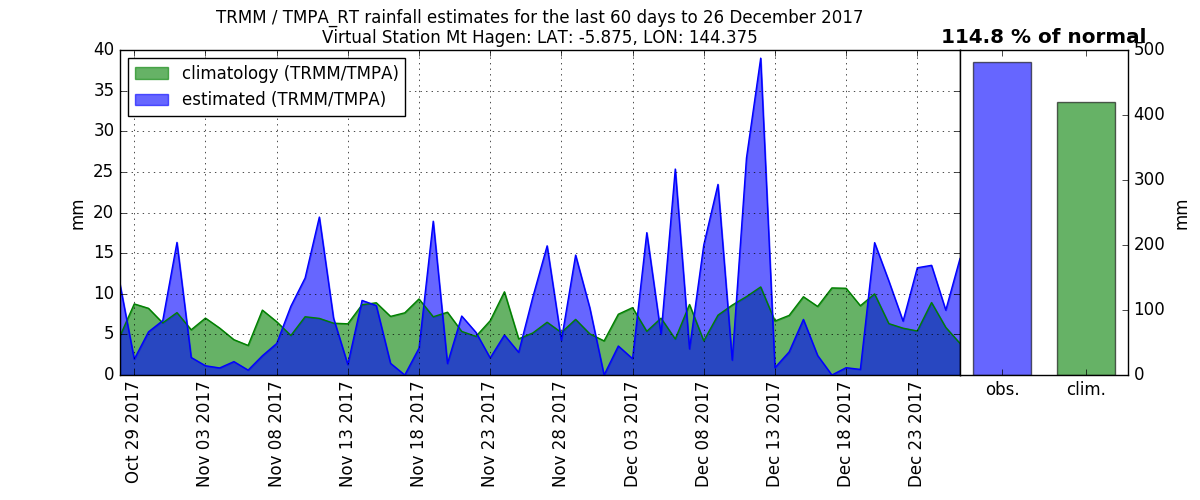 TRMM / TMPA_RT rainfall estimates for the last 60 days to 26 December 2017
Virtual Station Mt Hagen: LAT: -5.875, LON: 144.375
114.8 % of normal
climatology (TRMM/TMPA)
estimated (TRMM/TMPA)
40
35
30
25
20
15
10
5
0
mm
500
400
300
200
100
0
mm
Oct 29 2017
Nov 03 2017
Nov 08 2017
Nov 13 2017
Nov 18 2017
Nov 23 2017
Nov 28 2017
Dec 03 2017
Dec 08 2017
Dec 13 2017
Dec 18 2017
Dec 23 2017
obs.
clim.